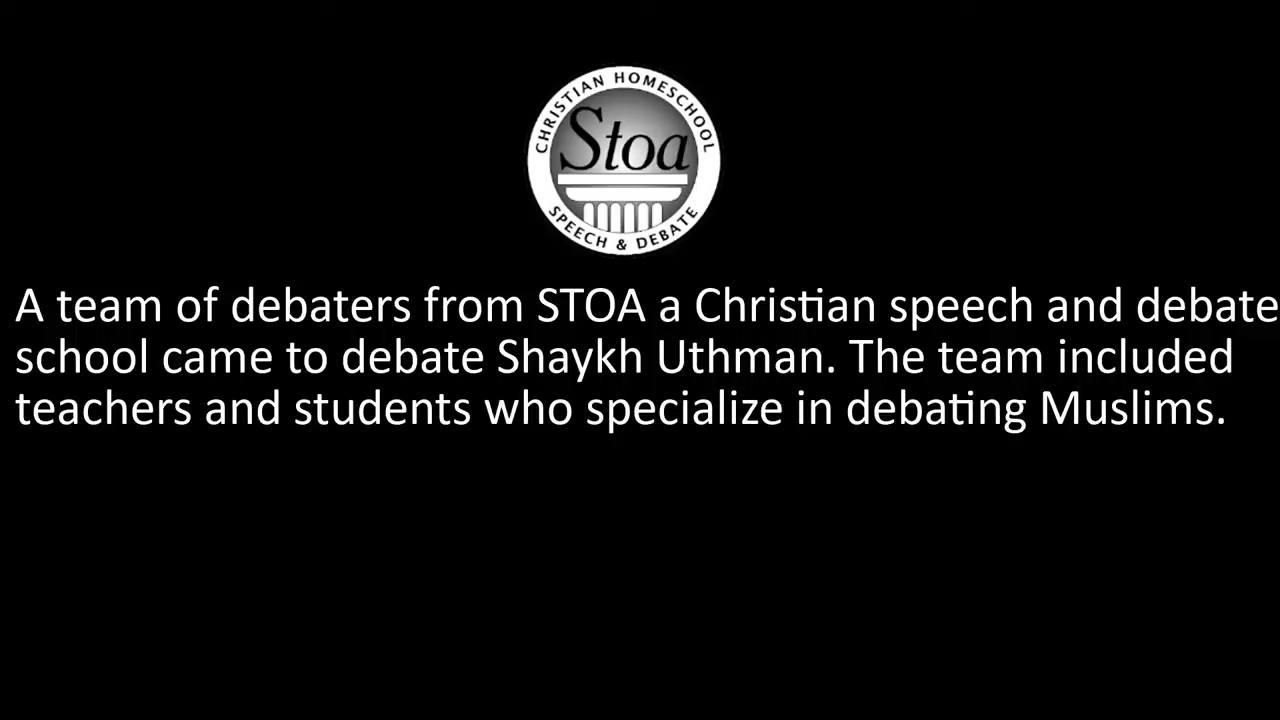 CHRISTIAN HOMESCHOOL
Stoa
SPEECH & DEBATE
A team of debaters from STOA a Christian speech and debate
school came to debate Shaykh Uthman. The team included
teachers and students who specialize in debating Muslims.